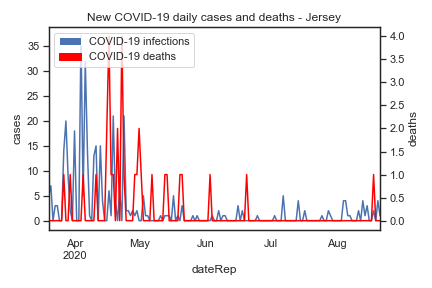 New COVID-19 daily cases and deaths - Jersey
COVID-19 infections
COVID-19 deaths
cases
35
30
25
20
15
10
5
0
deaths
4.0
3.5
3.0
2.5
2.0
1.5
1.0
0.5
0.0
Apr
2020
May
Jun
Jul
Aug
dateRep